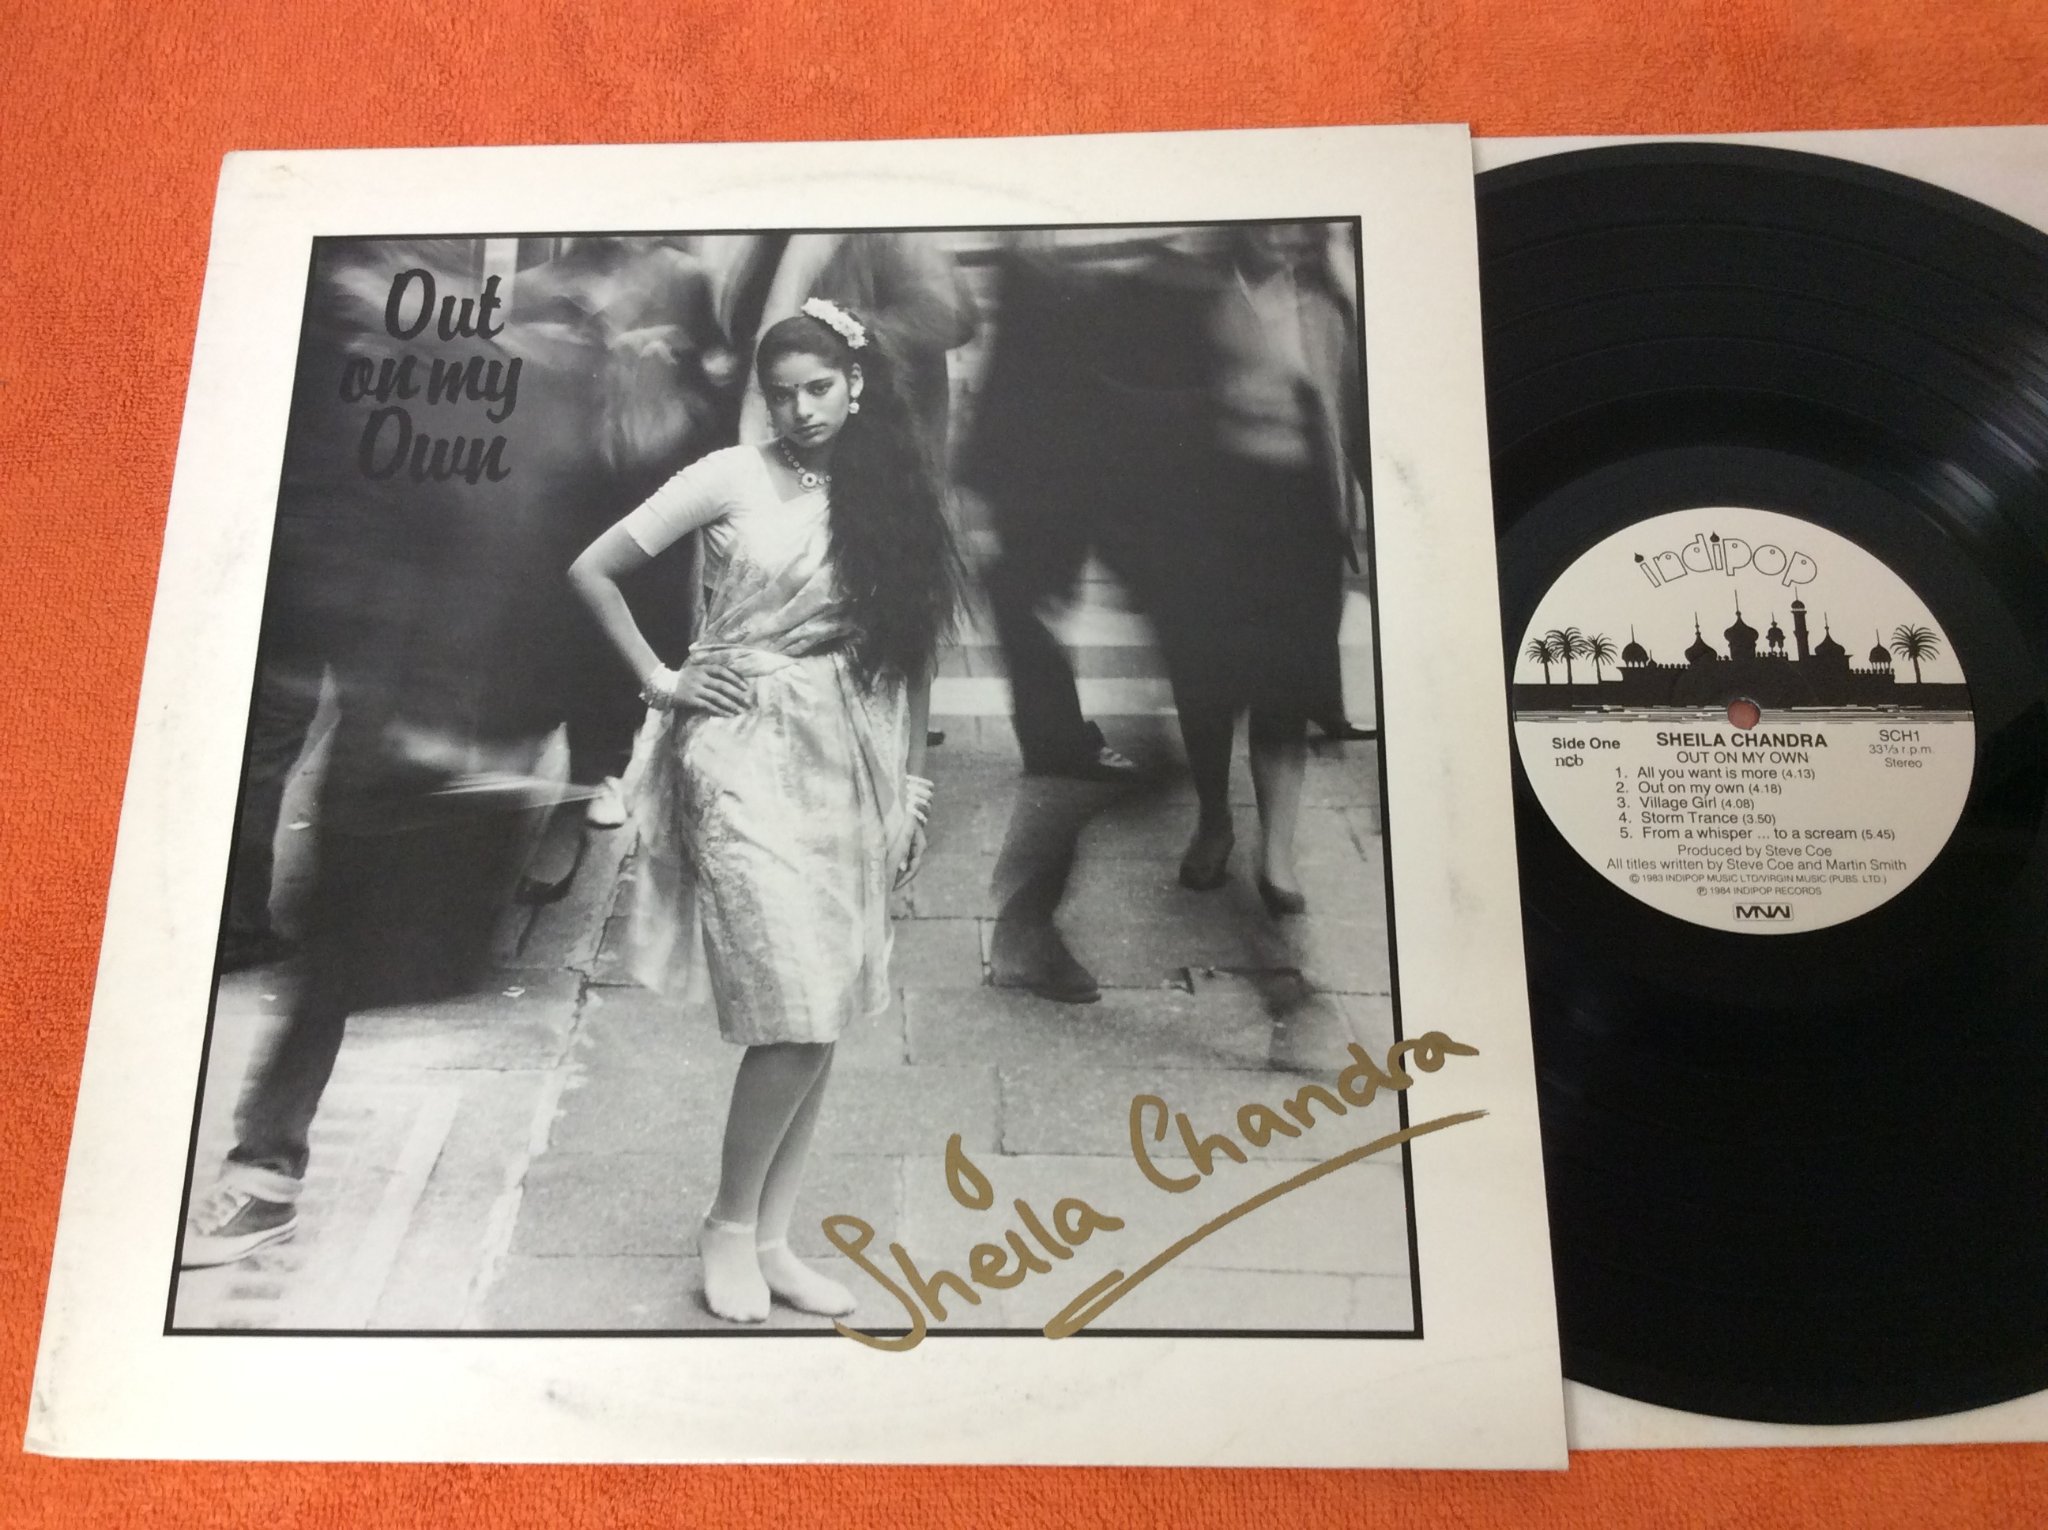 Out
on my
Own
Sheila Chandra
indipop
Side One
ncb
SHEILA CHANDRA
OUT ON MY OWN
SCH1
33⅓ r.p.m.
Stereo
1. All you want is more (4.13)
2. Out on my own (4.18)
3. Village Girl (4.08)
4. Storm Trance (3.50)
5. From a whisper ... to a scream (5.45)
Produced by Steve Coe
All titles written by Steve Coe and Martin Smith
© 1983 INDIPOP MUSIC LTD/VIRGIN MUSIC (PUBS. LTD.)
℗ 1984 INDIPOP RECORDS
MNW